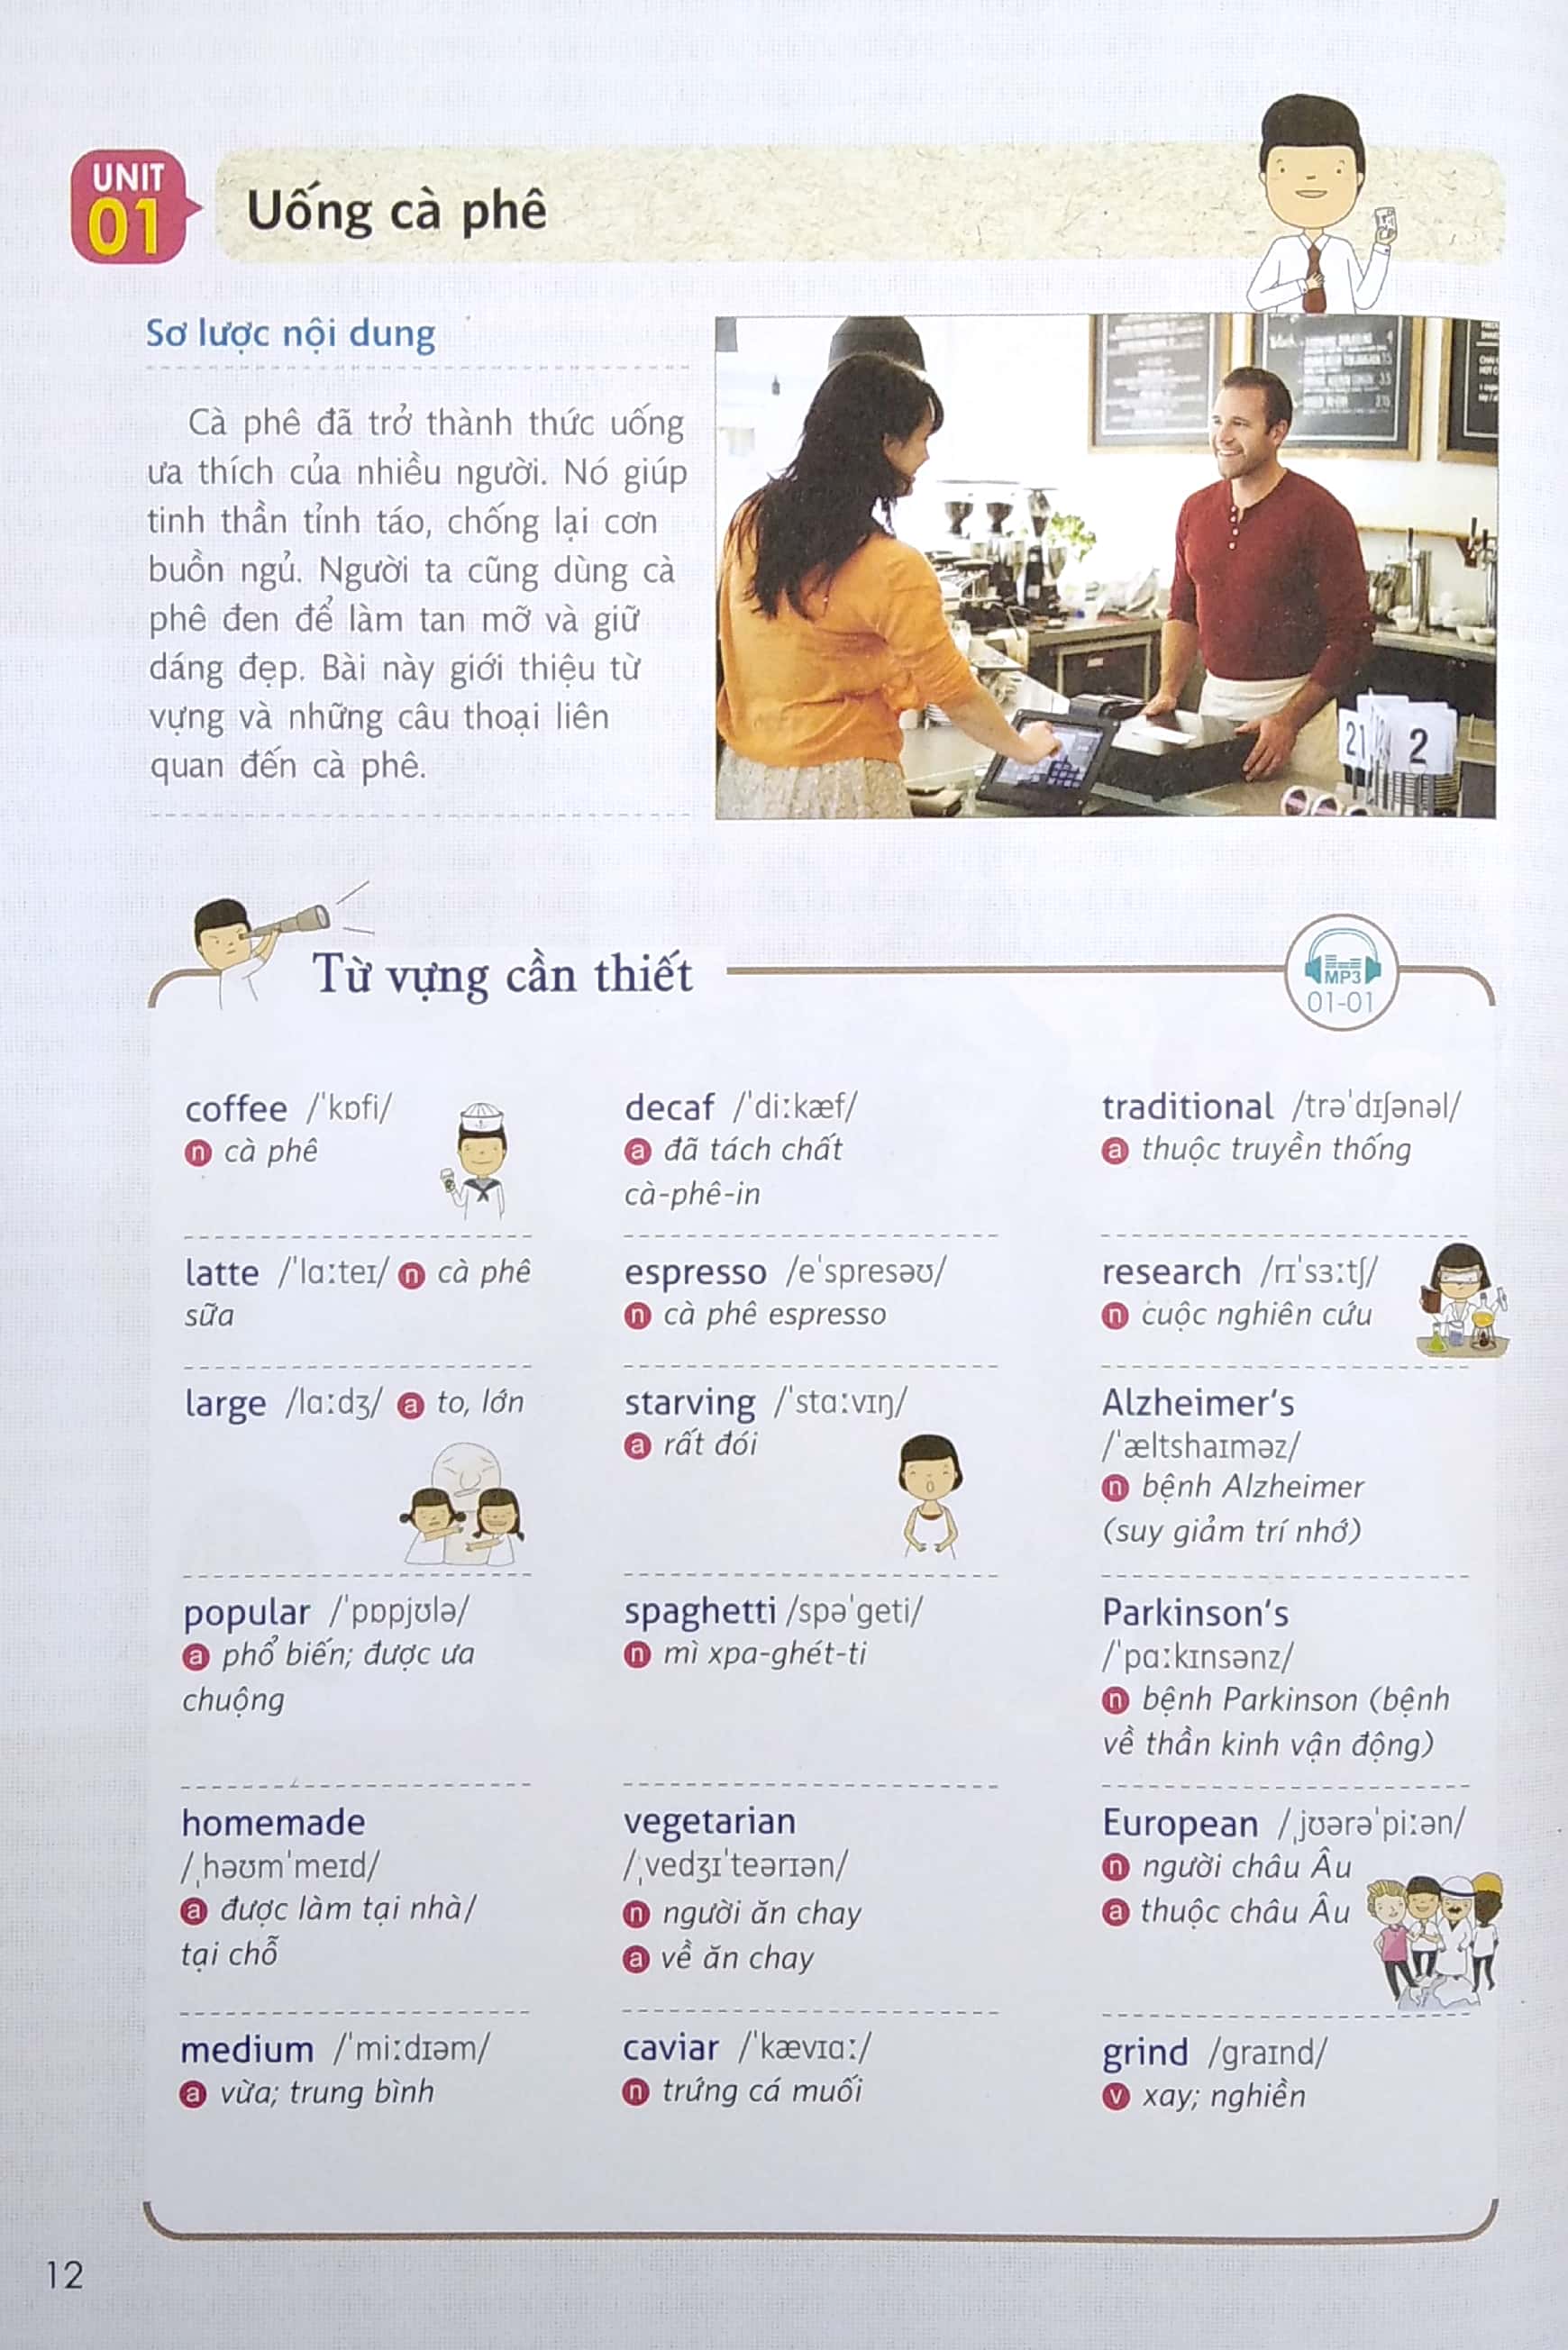 UNIT
01
Uống cà phê
Sơ lược nội dung
Cà phê đã trở thành thức uống
ưa thích của nhiều người. Nó giúp
tinh thần tỉnh táo, chống lại cơn
buồn ngủ. Người ta cũng dùng cà
phê đen để làm tan mỡ và giữ
dáng đẹp. Bài này giới thiệu từ
vựng và những câu thoại liên
quan đến cà phê.
21
2
Từ vựng cần thiết
MP3
01-01
coffee /ˈkɒfi/
n cà phê
latte /ˈlɑːteɪ/ n cà phê
sữa
large /lɑːdʒ/ a to, lớn
popular /ˈpɒpjʊlə/
a phổ biến; được ưa
chuộng
homemade
/ˌhəʊmˈmeɪd/
a được làm tại nhà/
tại chỗ
medium /ˈmiːdɪəm/
a vừa; trung bình
decaf /ˈdiːkæf/
a đã tách chất
cà-phê-in
espresso /eˈspresəʊ/
n cà phê espresso
starving /ˈstɑːvɪŋ/
a rất đói
spaghetti /spəˈgeti/
n mì xpa-ghét-ti
vegetarian
/ˌvedʒɪˈteərɪən/
n người ăn chay
a về ăn chay
caviar /ˈkævɪɑː/
n trứng cá muối
traditional /trəˈdɪʃənəl/
a thuộc truyền thống
research /rɪˈsɜːtʃ/
n cuộc nghiên cứu
Alzheimer's
/ˈæltshaɪməz/
n bệnh Alzheimer
(suy giảm trí nhớ)
Parkinson's
/ˈpɑːkɪnsənz/
n bệnh Parkinson (bệnh
về thần kinh vận động)
European /ˌjʊərəˈpiːən/
n người châu Âu
a thuộc châu Âu
grind /graɪnd/
v xay; nghiền
12